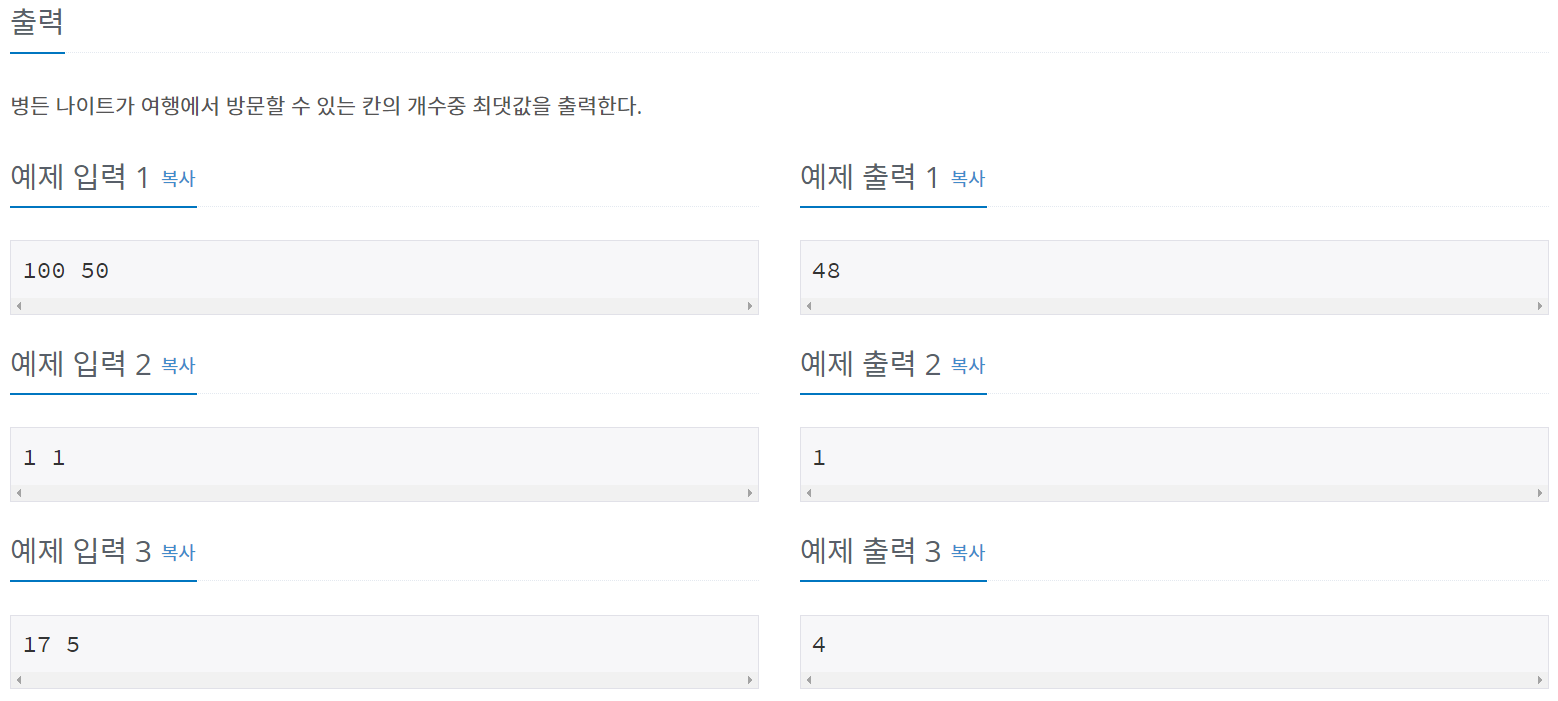 출력
병든 나이트가 여행에서 방문할 수 있는 칸의 개수중 최댓값을 출력한다.
예제 입력 1 복사
예제 출력 1 복사
100 50
48
예제 입력 2 복사
예제 출력 2 복사
1 1
1
예제 입력 3 복사
예제 출력 3 복사
17 5
4